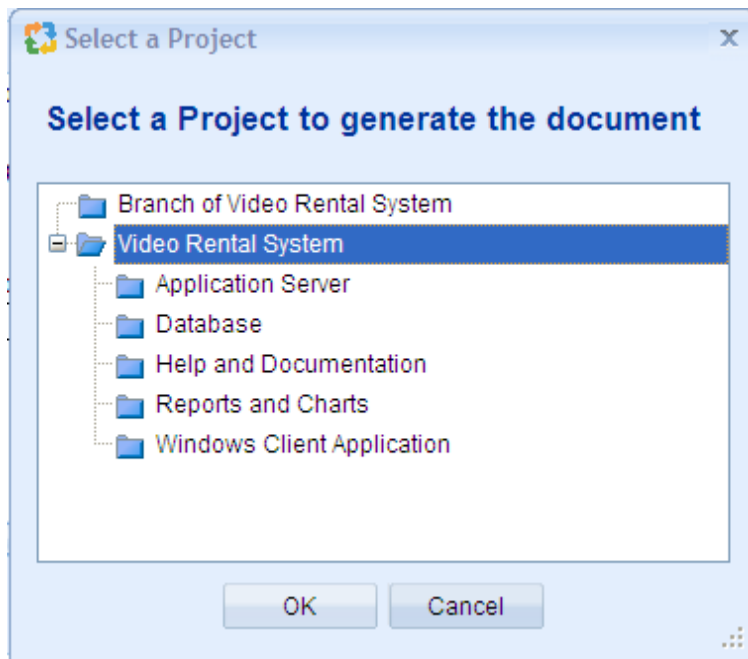 Select a Project
Select a Project to generate the document
Branch of Video Rental System
Video Rental System
Application Server
Database
Help and Documentation
Reports and Charts
Windows Client Application
OK
Cancel